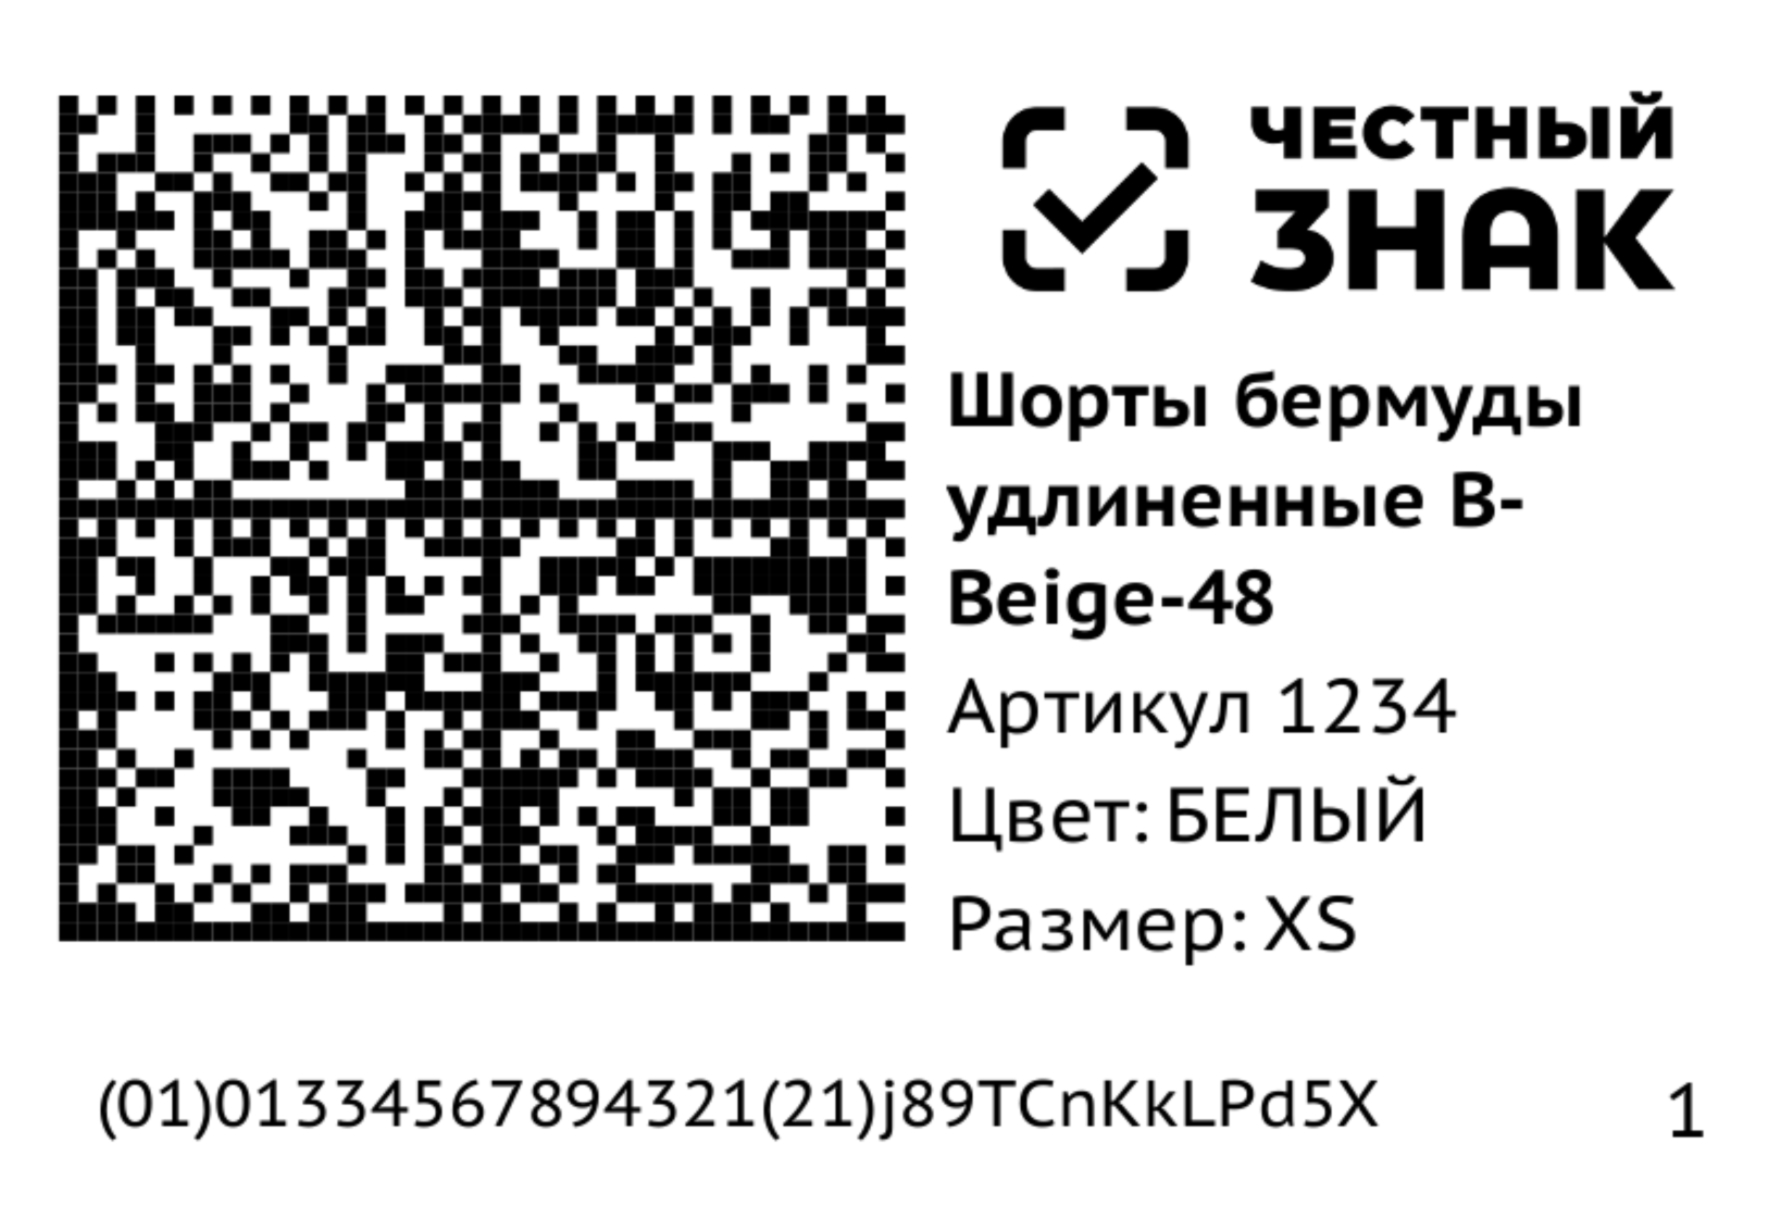 ЧЕСТНЫЙ
ЗНАК
Шорты бермуды
удлиненные B-
Beige-48
Артикул 1234
Цвет: БЕЛЫЙ
Размер: XS
(01)01334567894321(21)j89TCnKkLPd5X
1